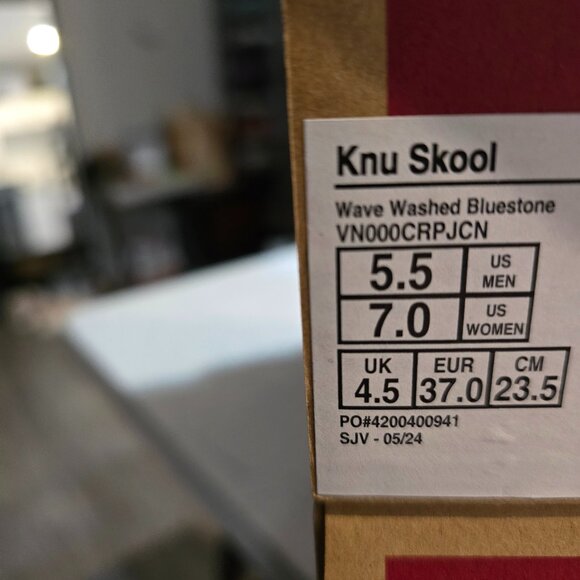 Knu Skool
Wave Washed Bluestone
VN000CRPJCN
5.5 US MEN
7.0 US WOMEN
UK EUR CM
4.5 37.0 23.5
PO#4200400941
SJV - 05/24